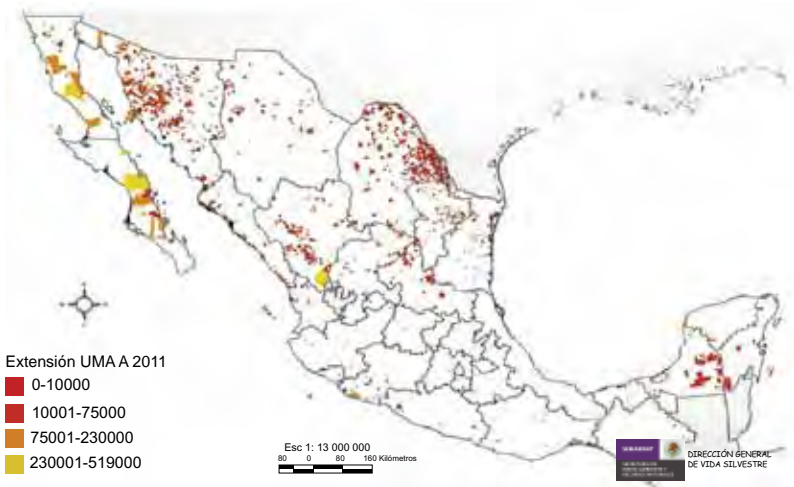 Extensión UMA A 2011
0-10000
10001-75000
75001-230000
230001-519000
Esc 1: 13 000 000
80 0 80 160 Kilómetros
SEMARNAT
DIRECCIÓN GENERAL
DE VIDA SILVESTRE